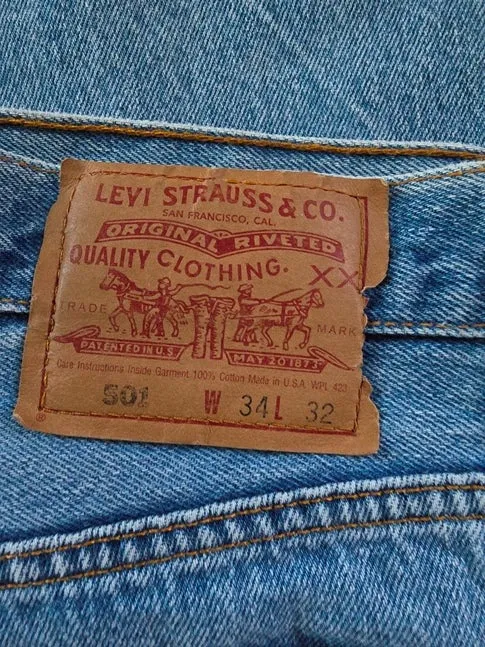 LEVI STRAUSS & CO.
SAN FRANCISCO, CAL.
ORIGINAL RIVETED
QUALITY CLOTHING.
XX
TRADE MARK
PATENTED IN U.S. MAY 20 1873
Care Instructions Inside Garment 100% Cotton Made in U.S.A. WPL 423
501 W 34 L 32
®